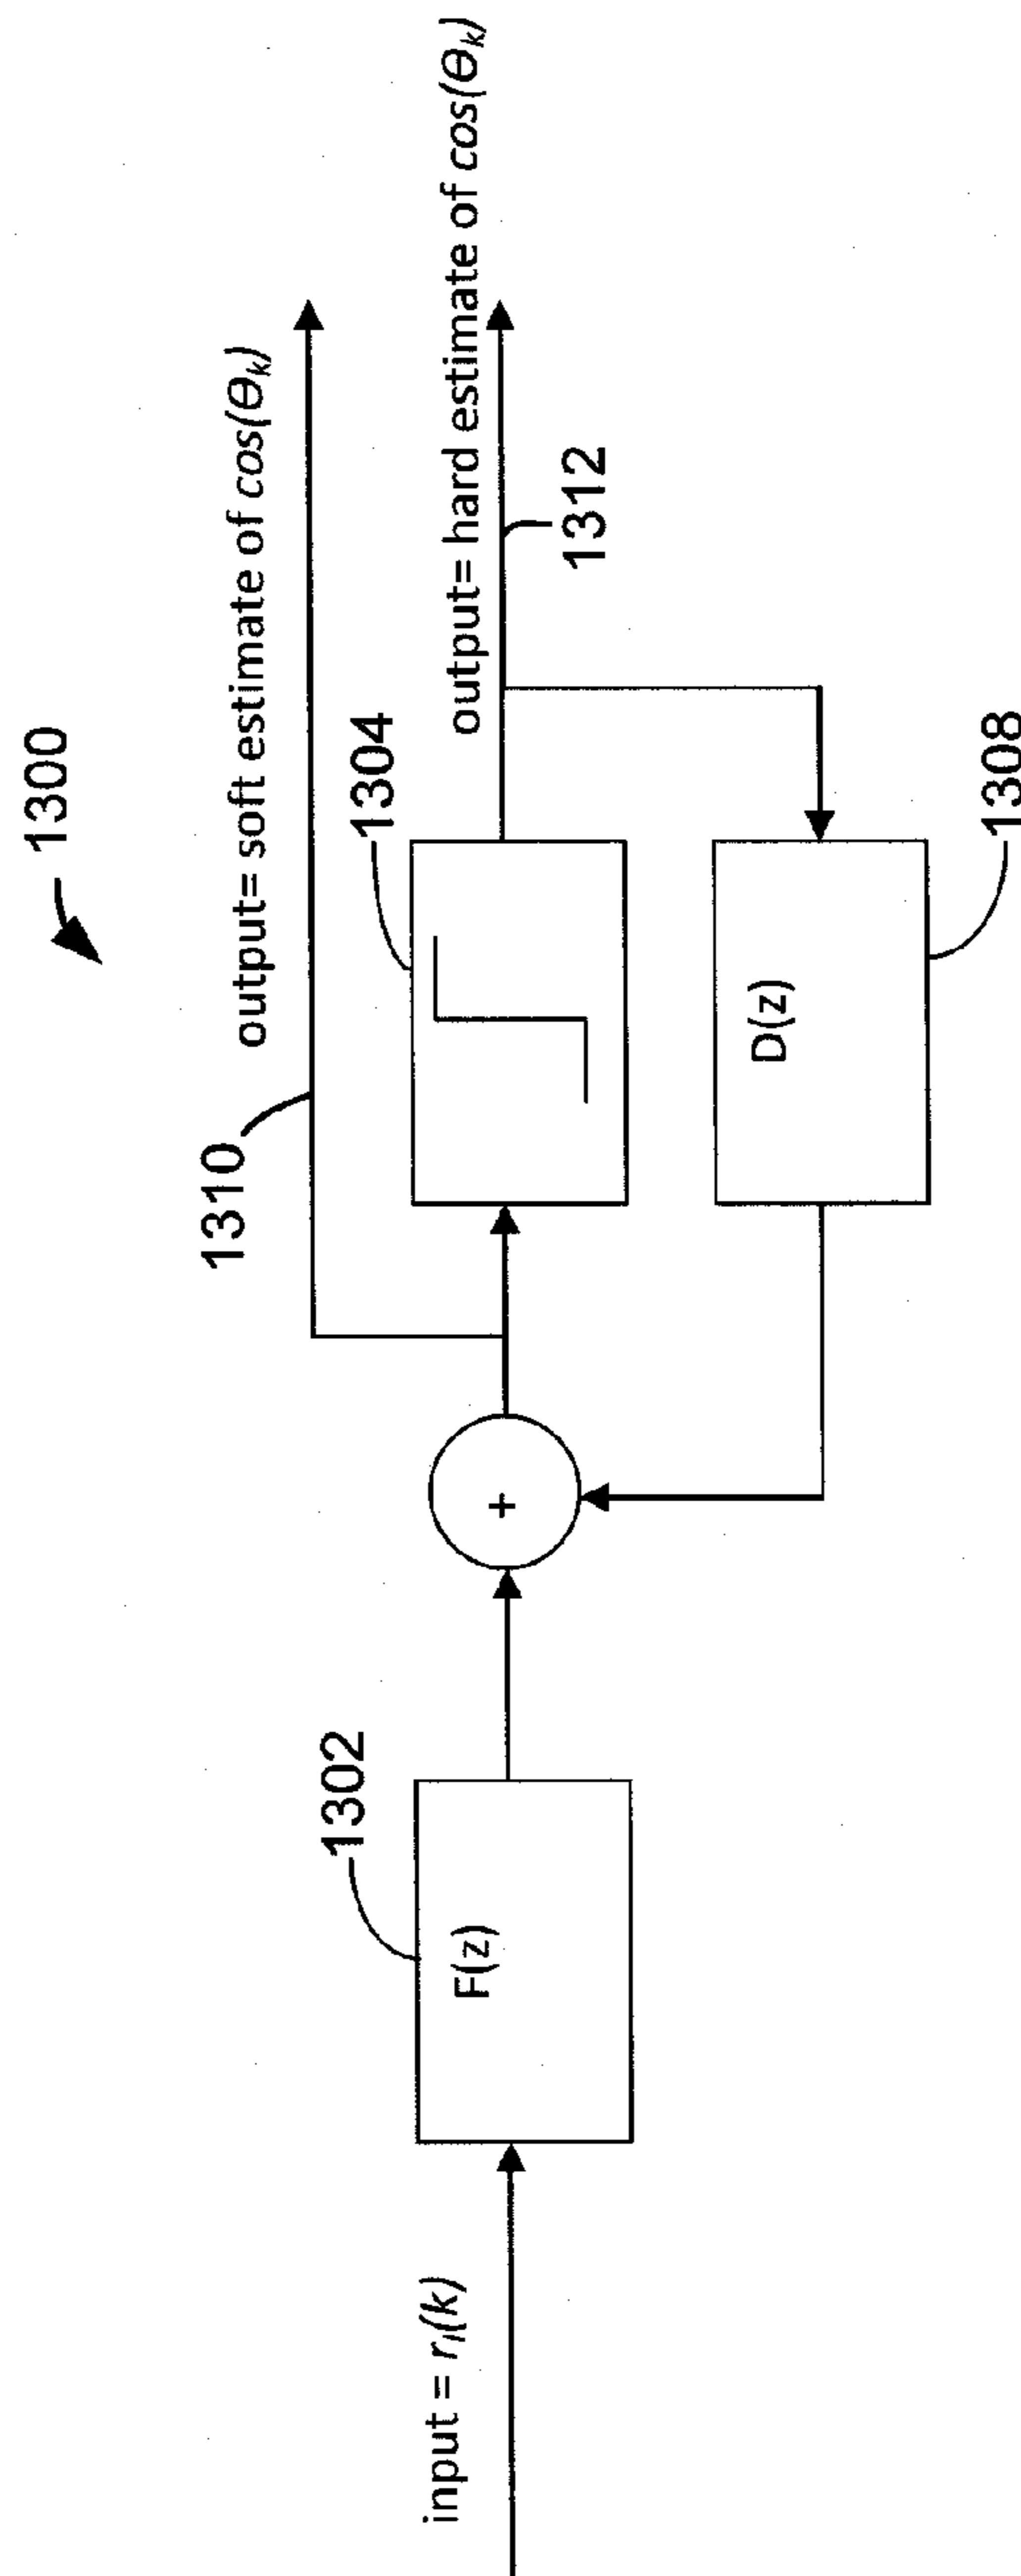 1300
output= soft estimate of cos(Θk)
1310
1304
output= hard estimate of cos(Θk)
1312
1302
input = rI(k)
F(z)
+
D(z)
1308